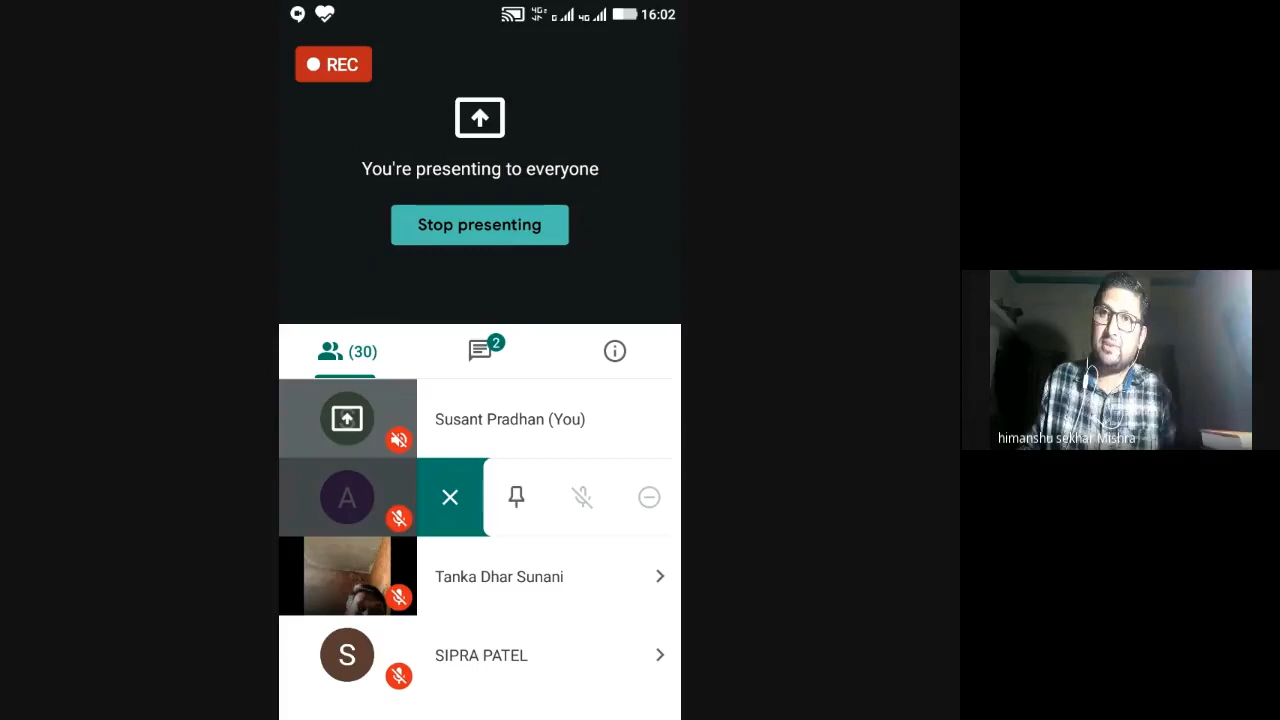 16:02
REC
You're presenting to everyone
Stop presenting
(30)
2
Susant Pradhan (You)
A
Tanka Dhar Sunani
S
SIPRA PATEL
himanshu sekhar Mishra